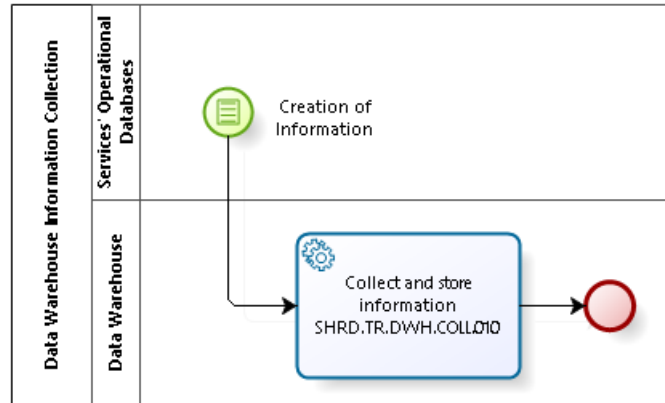 Data Warehouse Information Collection
Services' Operational
Databases
Creation of
Information
Data Warehouse
Collect and store
information
SHRD.TR.DWH.COLL.010